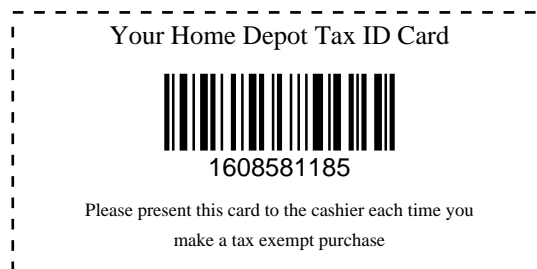 Your Home Depot Tax ID Card
1608581185
Please present this card to the cashier each time you
make a tax exempt purchase